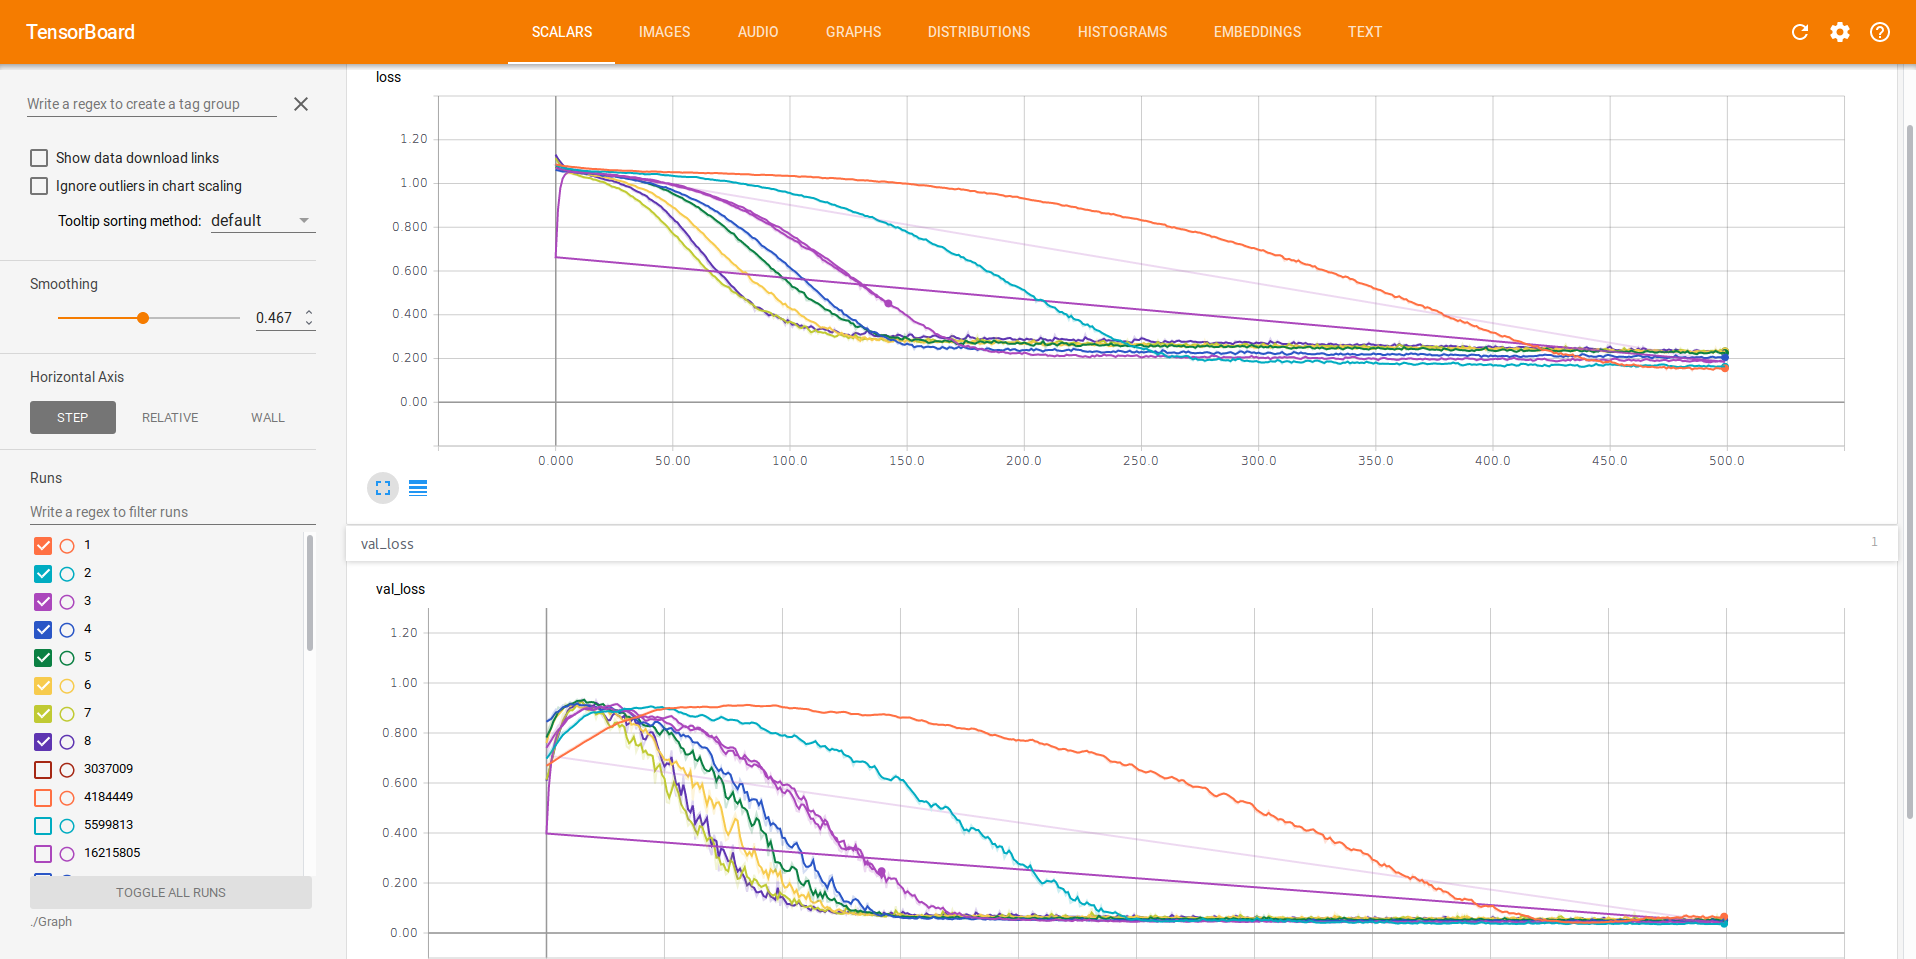 TensorBoard
SCALARS IMAGES AUDIO GRAPHS DISTRIBUTIONS HISTOGRAMS EMBEDDINGS TEXT
Write a regex to create a tag group
Show data download links
Ignore outliers in chart scaling
Tooltip sorting method: default
Smoothing
0.467
Horizontal Axis
STEP RELATIVE WALL
Runs
Write a regex to filter runs
1
2
3
4
5
6
7
8
3037009
4184449
5599813
16215805
TOGGLE ALL RUNS
./Graph
loss
1.20
1.00
0.800
0.600
0.400
0.200
0.00
0.000 50.00 100.0 150.0 200.0 250.0 300.0 350.0 400.0 450.0 500.0
val_loss 1
val_loss
1.20
1.00
0.800
0.600
0.400
0.200
0.00